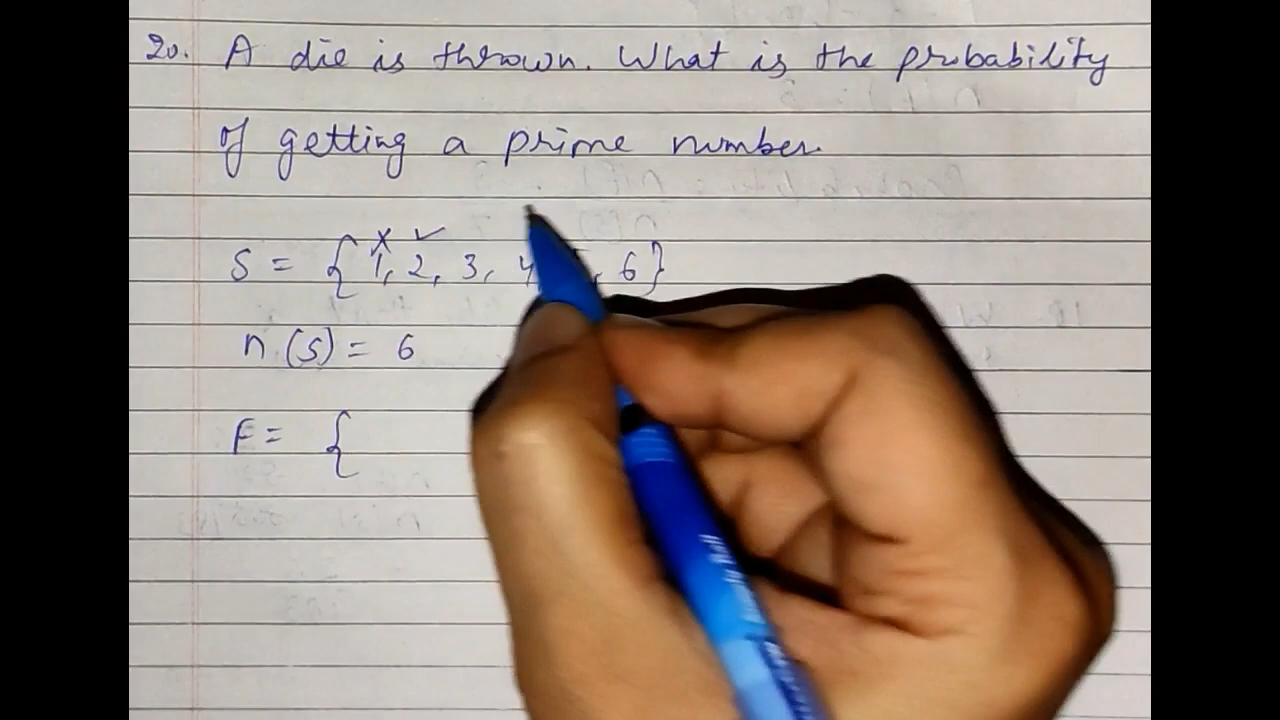 20. A die is thrown. What is the probability
of getting a prime number.
S = { 1, 2, 3, 4 , 6}
n (S) = 6
F = {